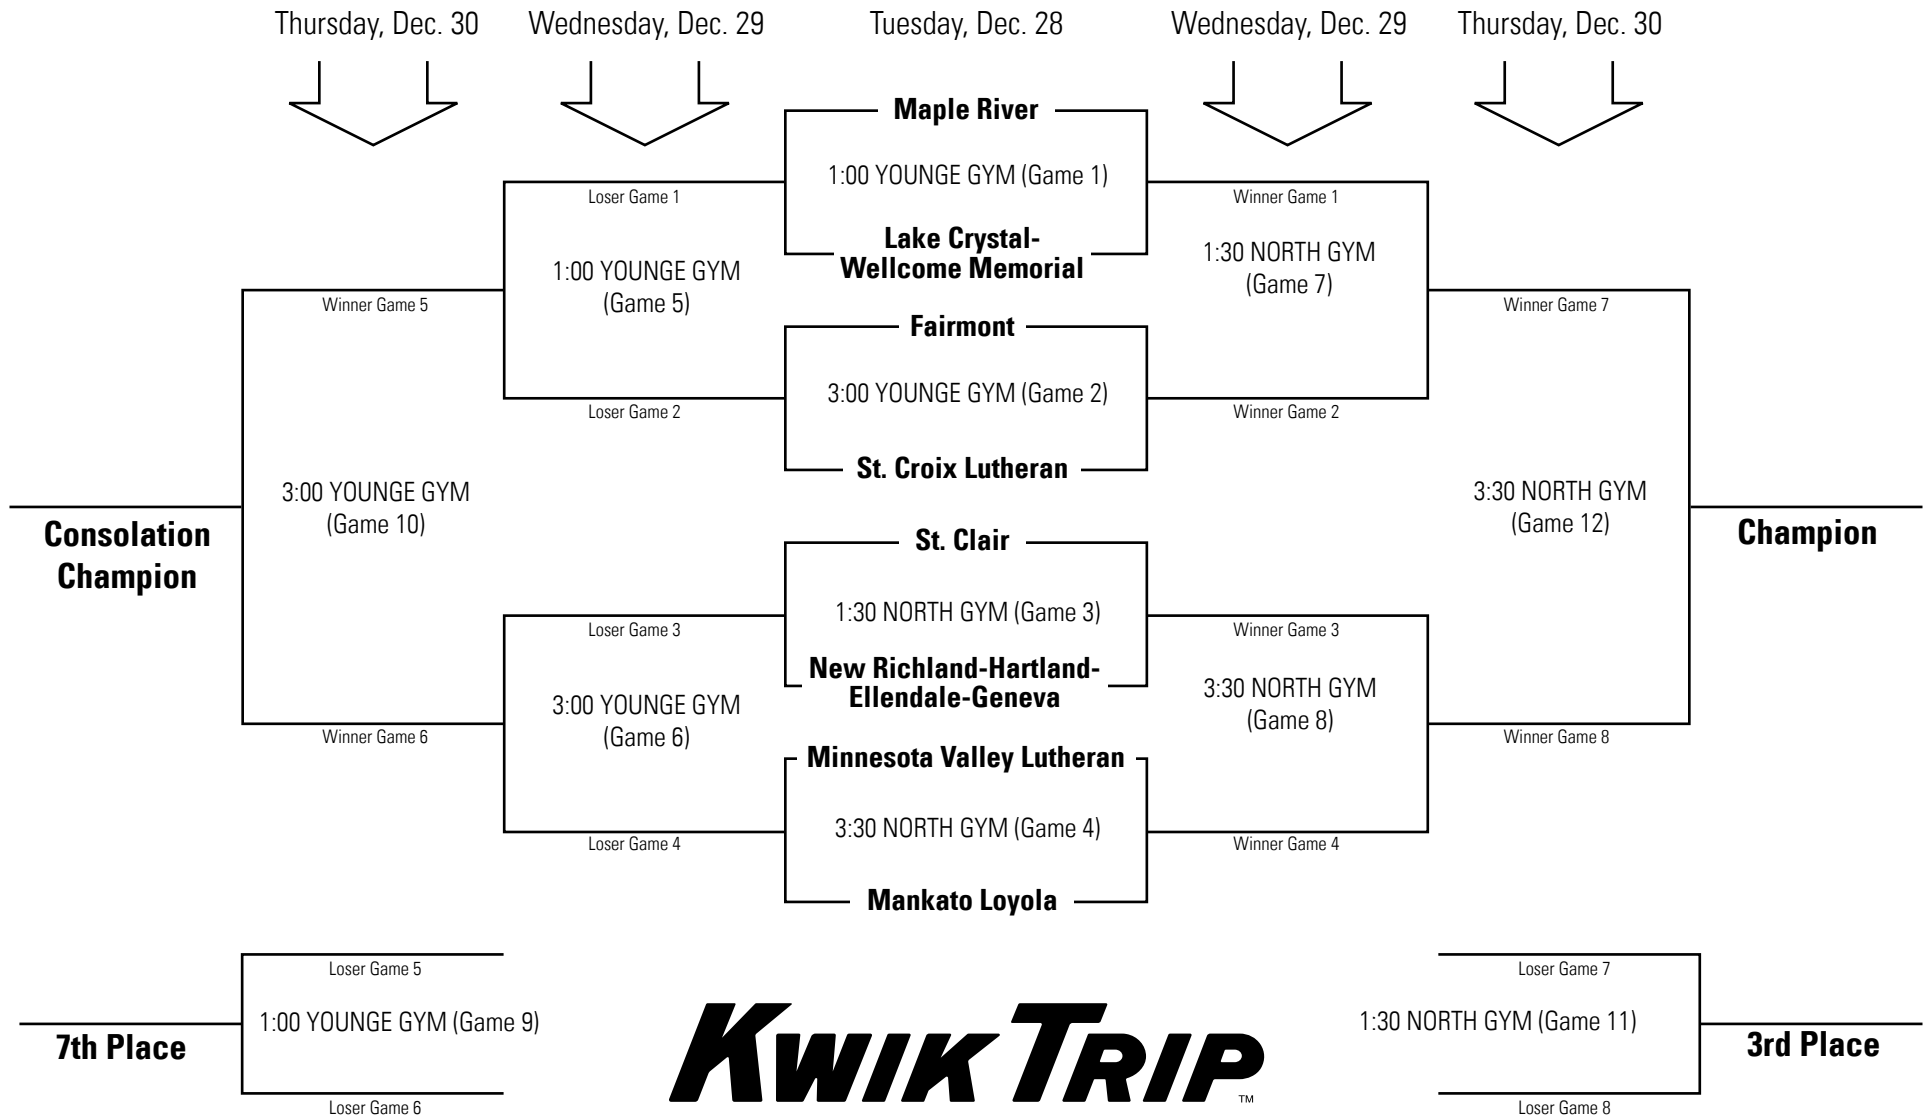 Thursday, Dec. 30
Wednesday, Dec. 29
Tuesday, Dec. 28
Wednesday, Dec. 29
Thursday, Dec. 30
Maple River
1:00 YOUNGE GYM (Game 1)
Lake Crystal-
Wellcome Memorial
Fairmont
3:00 YOUNGE GYM (Game 2)
St. Croix Lutheran
St. Clair
1:30 NORTH GYM (Game 3)
New Richland-Hartland-
Ellendale-Geneva
Minnesota Valley Lutheran
3:30 NORTH GYM (Game 4)
Mankato Loyola
Loser Game 1
1:00 YOUNGE GYM
(Game 5)
Loser Game 2
Loser Game 3
3:00 YOUNGE GYM
(Game 6)
Loser Game 4
Winner Game 5
3:00 YOUNGE GYM
(Game 10)
Winner Game 6
Consolation
Champion
Winner Game 1
1:30 NORTH GYM
(Game 7)
Winner Game 2
Winner Game 3
3:30 NORTH GYM
(Game 8)
Winner Game 4
Winner Game 7
3:30 NORTH GYM
(Game 12)
Winner Game 8
Champion
Loser Game 5
1:00 YOUNGE GYM (Game 9)
Loser Game 6
7th Place
KWIK TRIP
™
Loser Game 7
1:30 NORTH GYM (Game 11)
Loser Game 8
3rd Place